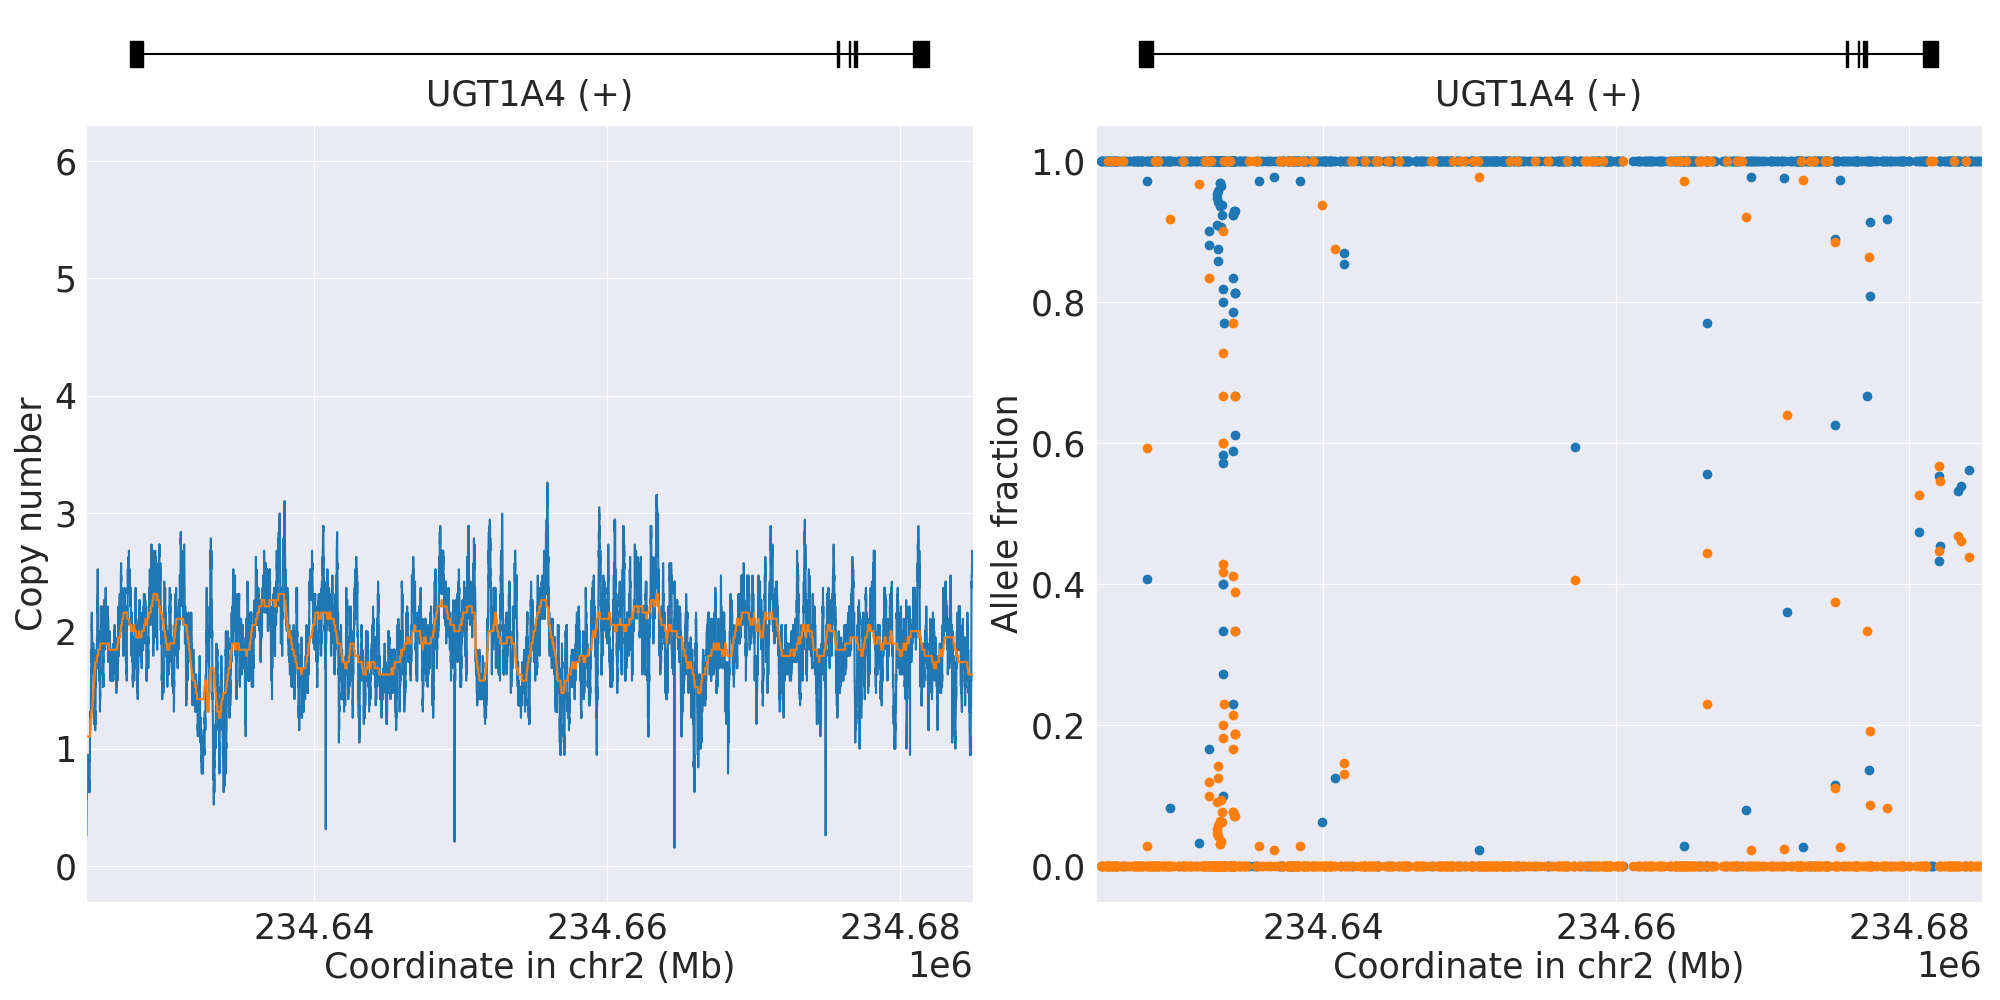 UGT1A4 (+)
6
5
4
3
2
1
0
Copy number
234.64
234.66
234.68
Coordinate in chr2 (Mb)
1e6
UGT1A4 (+)
1.0
0.8
0.6
0.4
0.2
0.0
Allele fraction
234.64
234.66
234.68
Coordinate in chr2 (Mb)
1e6